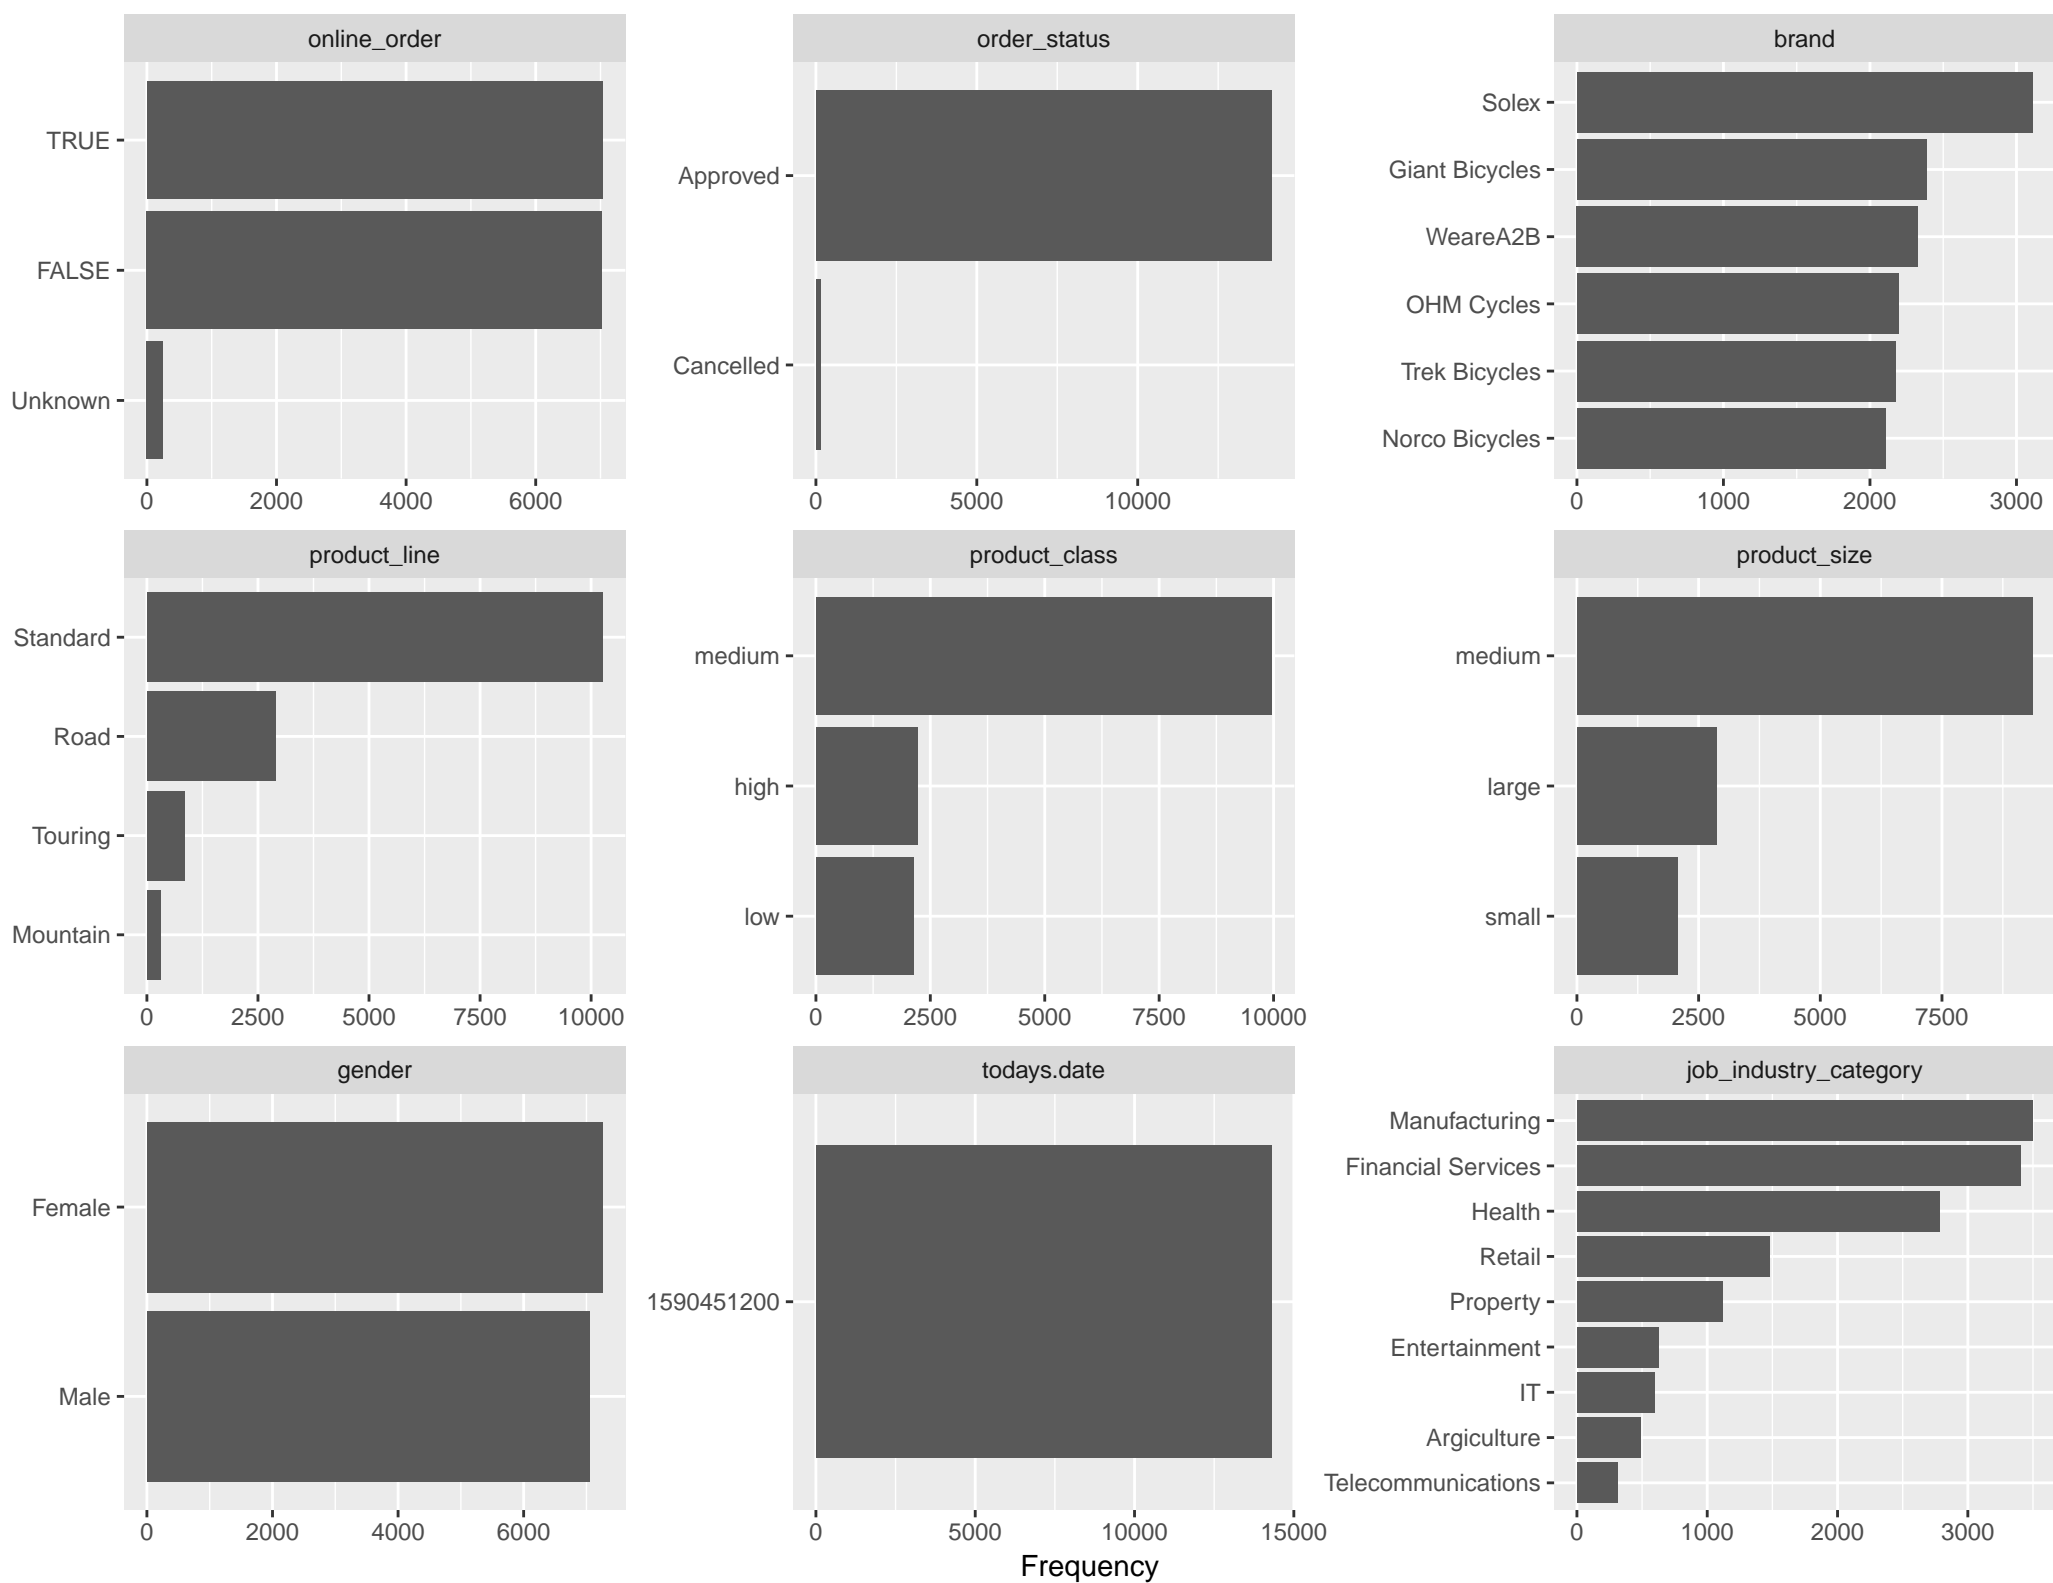 online_order
TRUE
FALSE
Unknown
0 2000 4000 6000
order_status
Approved
Cancelled
0 5000 10000
brand
Solex
Giant Bicycles
WeareA2B
OHM Cycles
Trek Bicycles
Norco Bicycles
0 1000 2000 3000
product_line
Standard
Road
Touring
Mountain
0 2500 5000 7500 10000
product_class
medium
high
low
0 2500 5000 7500 10000
product_size
medium
large
small
0 2500 5000 7500
gender
Female
Male
0 2000 4000 6000
todays.date
1590451200
0 5000 10000 15000
job_industry_category
Manufacturing
Financial Services
Health
Retail
Property
Entertainment
IT
Argiculture
Telecommunications
0 1000 2000 3000
Frequency